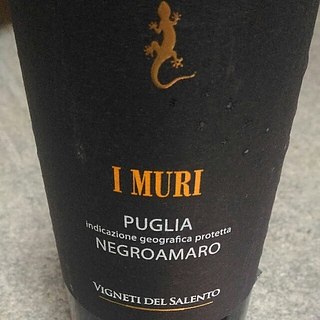 I MURI
PUGLIA
indicazione geografica protetta
NEGROAMARO
VIGNETI DEL SALENTO